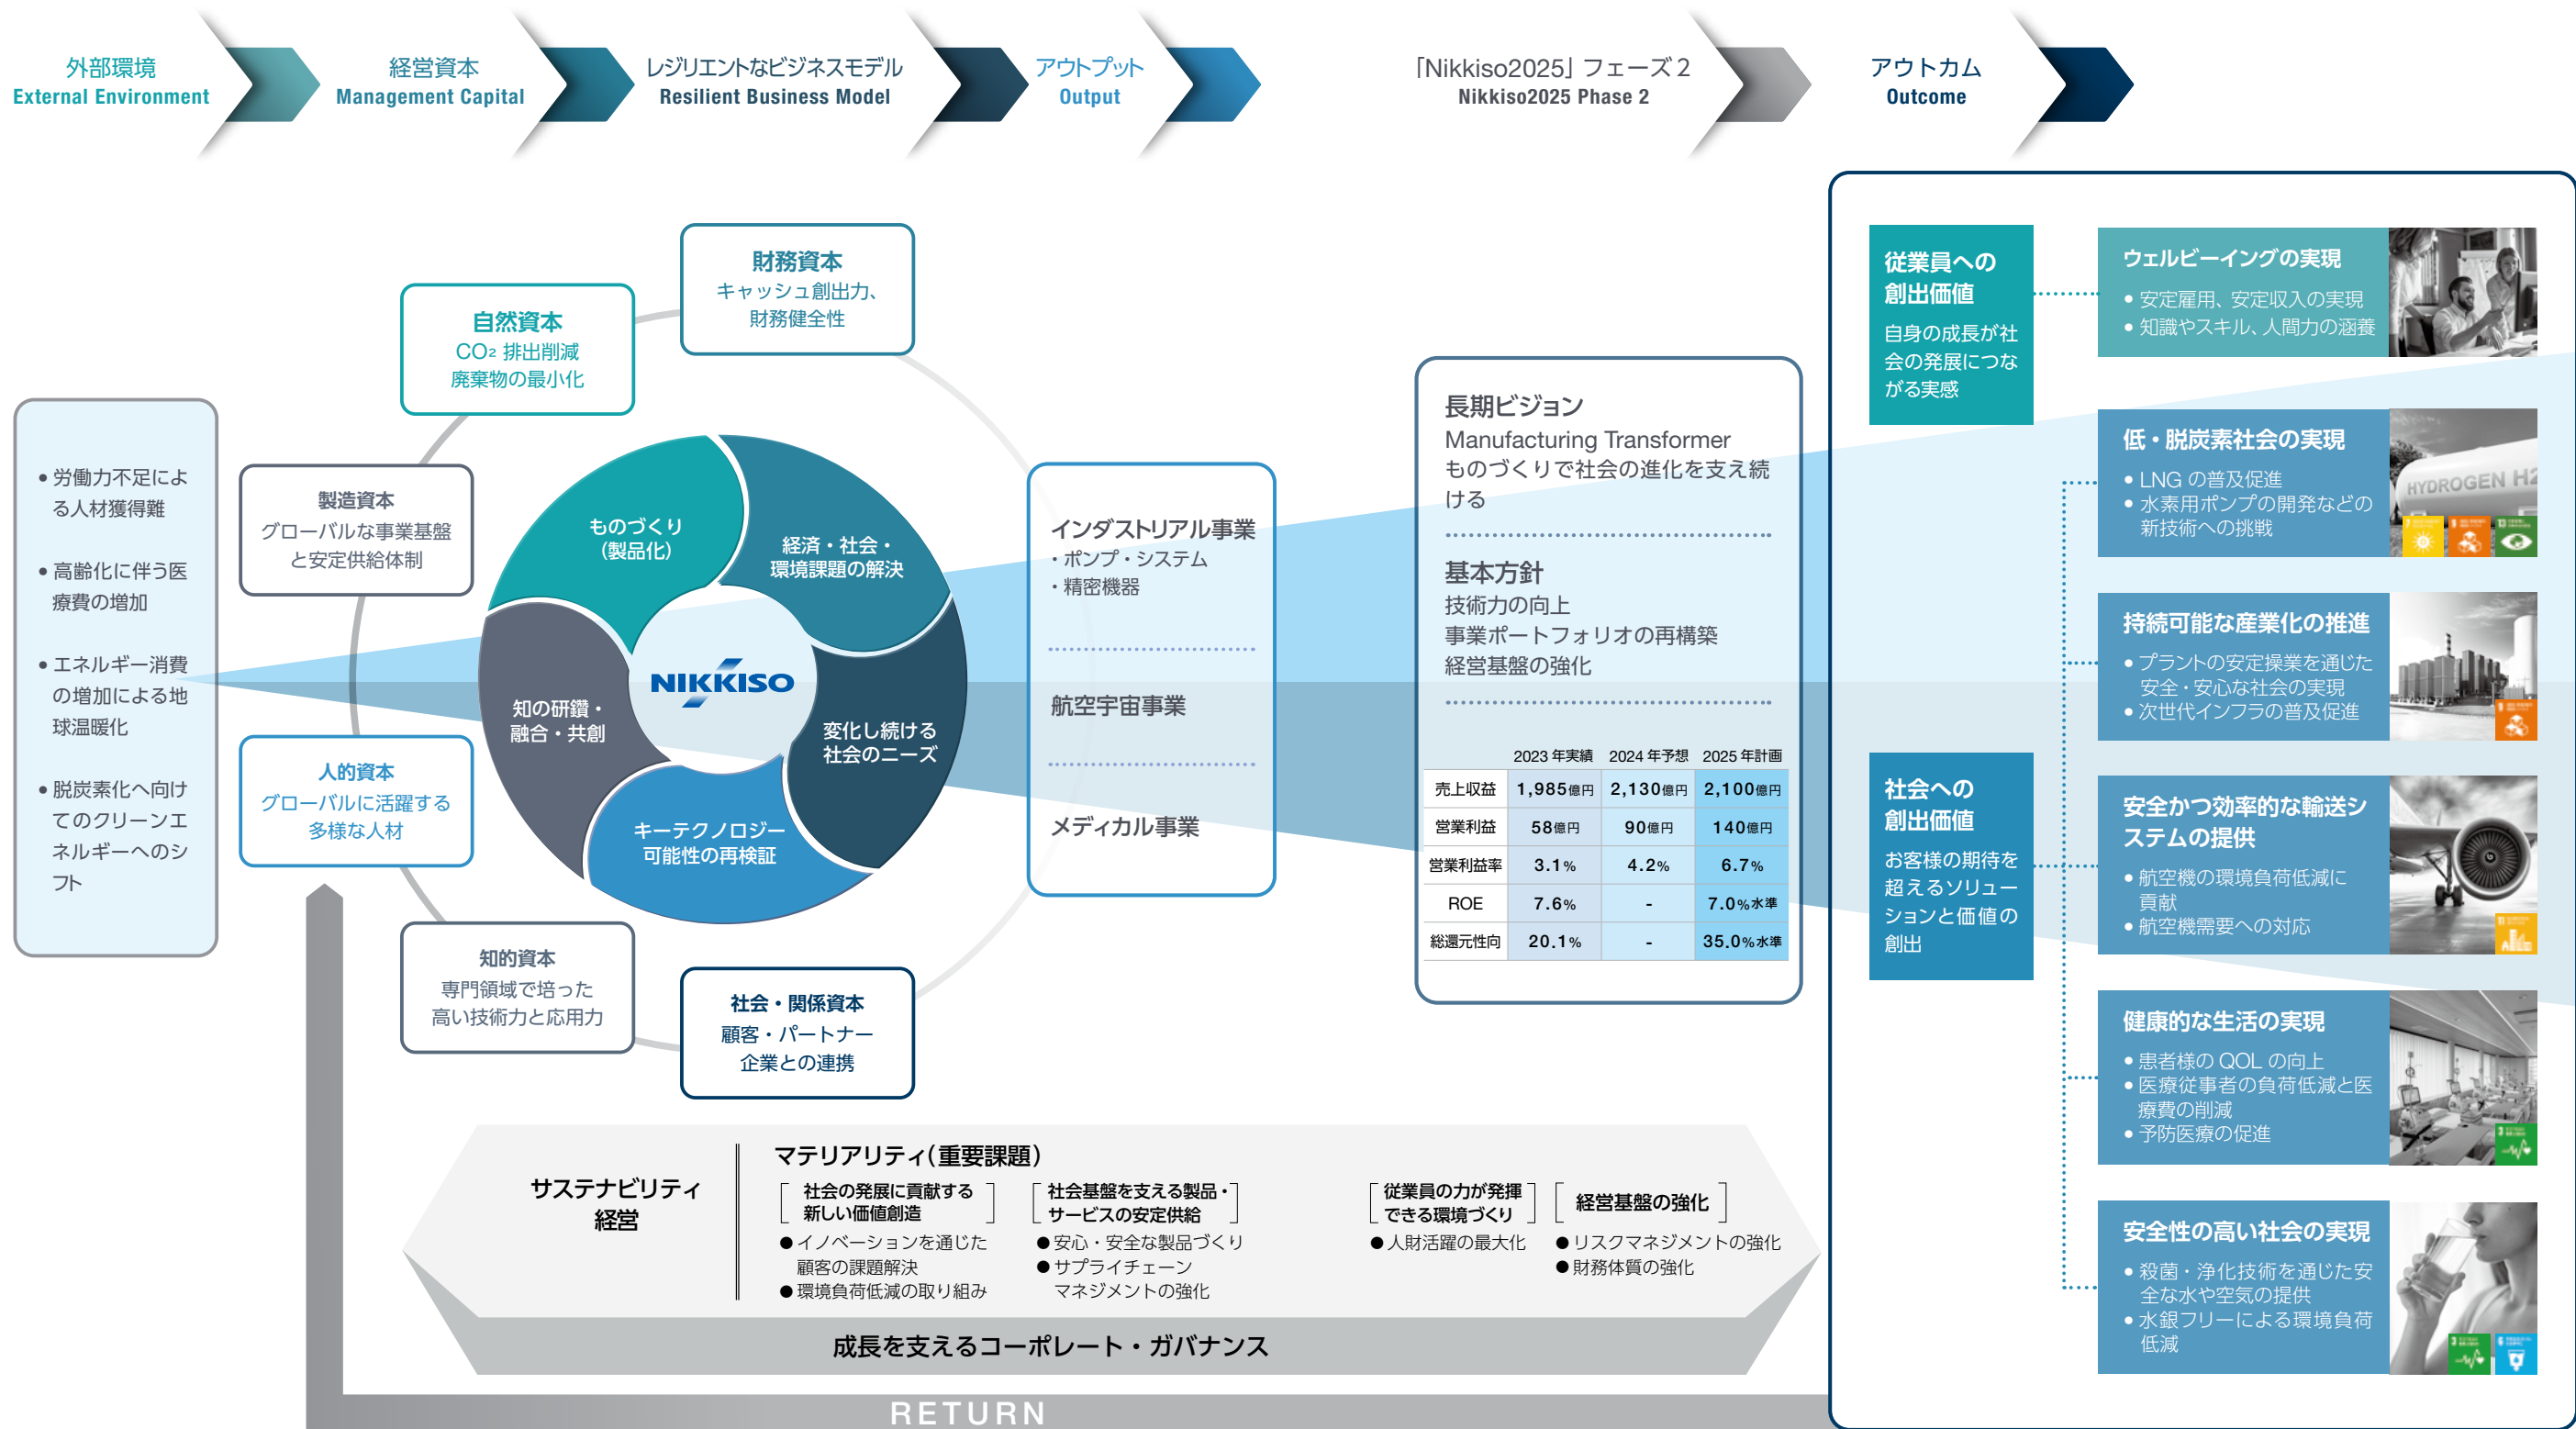 外部環境
External Environment
経営資本
Management Capital
レジリエントなビジネスモデル
Resilient Business Model
アウトプット
Output
「Nikkiso2025」フェーズ2
Nikkiso2025 Phase 2
アウトカム
Outcome
● 労働力不足によ
る人材獲得難
● 高齢化に伴う医
療費の増加
● エネルギー消費
の増加による地
球温暖化
● 脱炭素化へ向け
てのクリーンエ
ネルギーへのシ
フト
財務資本
キャッシュ創出力、
財務健全性
自然資本
CO2 排出削減
廃棄物の最小化
製造資本
グローバルな事業基盤
と安定供給体制
人的資本
グローバルに活躍する
多様な人材
知的資本
専門領域で培った
高い技術力と応用力
社会・関係資本
顧客・パートナー
企業との連携
ものづくり
(製品化)
経済・社会・
環境課題の解決
変化し続ける
社会のニーズ
キーテクノロジー
可能性の再検証
知の研鑽・
融合・共創
NIKKISO
インダストリアル事業
・ポンプ・システム
・精密機器
航空宇宙事業
メディカル事業
長期ビジョン
Manufacturing Transformer
ものづくりで社会の進化を支え続
ける
基本方針
技術力の向上
事業ポートフォリオの再構築
経営基盤の強化
2023 年実績 2024 年予想 2025 年計画
売上収益 1,985億円 2,130億円 2,100億円
営業利益 58億円 90億円 140億円
営業利益率 3.1% 4.2% 6.7%
ROE 7.6% - 7.0%水準
総還元性向 20.1% - 35.0%水準
従業員への
創出価値
自身の成長が社
会の発展につな
がる実感
ウェルビーイングの実現
● 安定雇用、安定収入の実現
● 知識やスキル、人間力の涵養
社会への
創出価値
お客様の期待を
超えるソリュー
ションと価値の
創出
低・脱炭素社会の実現
● LNG の普及促進
● 水素用ポンプの開発などの
新技術への挑戦
HYDROGEN H2
持続可能な産業化の推進
● プラントの安定操業を通じた
安全・安心な社会の実現
● 次世代インフラの普及促進
安全かつ効率的な輸送シ
ステムの提供
● 航空機の環境負荷低減に
貢献
● 航空機需要への対応
健康的な生活の実現
● 患者様の QOL の向上
● 医療従事者の負荷低減と医
療費の削減
● 予防医療の促進
安全性の高い社会の実現
● 殺菌・浄化技術を通じた安
全な水や空気の提供
● 水銀フリーによる環境負荷
低減
サステナビリティ
経営
マテリアリティ(重要課題)
社会の発展に貢献する
新しい価値創造
● イノベーションを通じた
顧客の課題解決
● 環境負荷低減の取り組み
社会基盤を支える製品・
サービスの安定供給
● 安心・安全な製品づくり
● サプライチェーン
マネジメントの強化
従業員の力が発揮
できる環境づくり
● 人財活躍の最大化
経営基盤の強化
● リスクマネジメントの強化
● 財務体質の強化
成長を支えるコーポレート・ガバナンス
RETURN